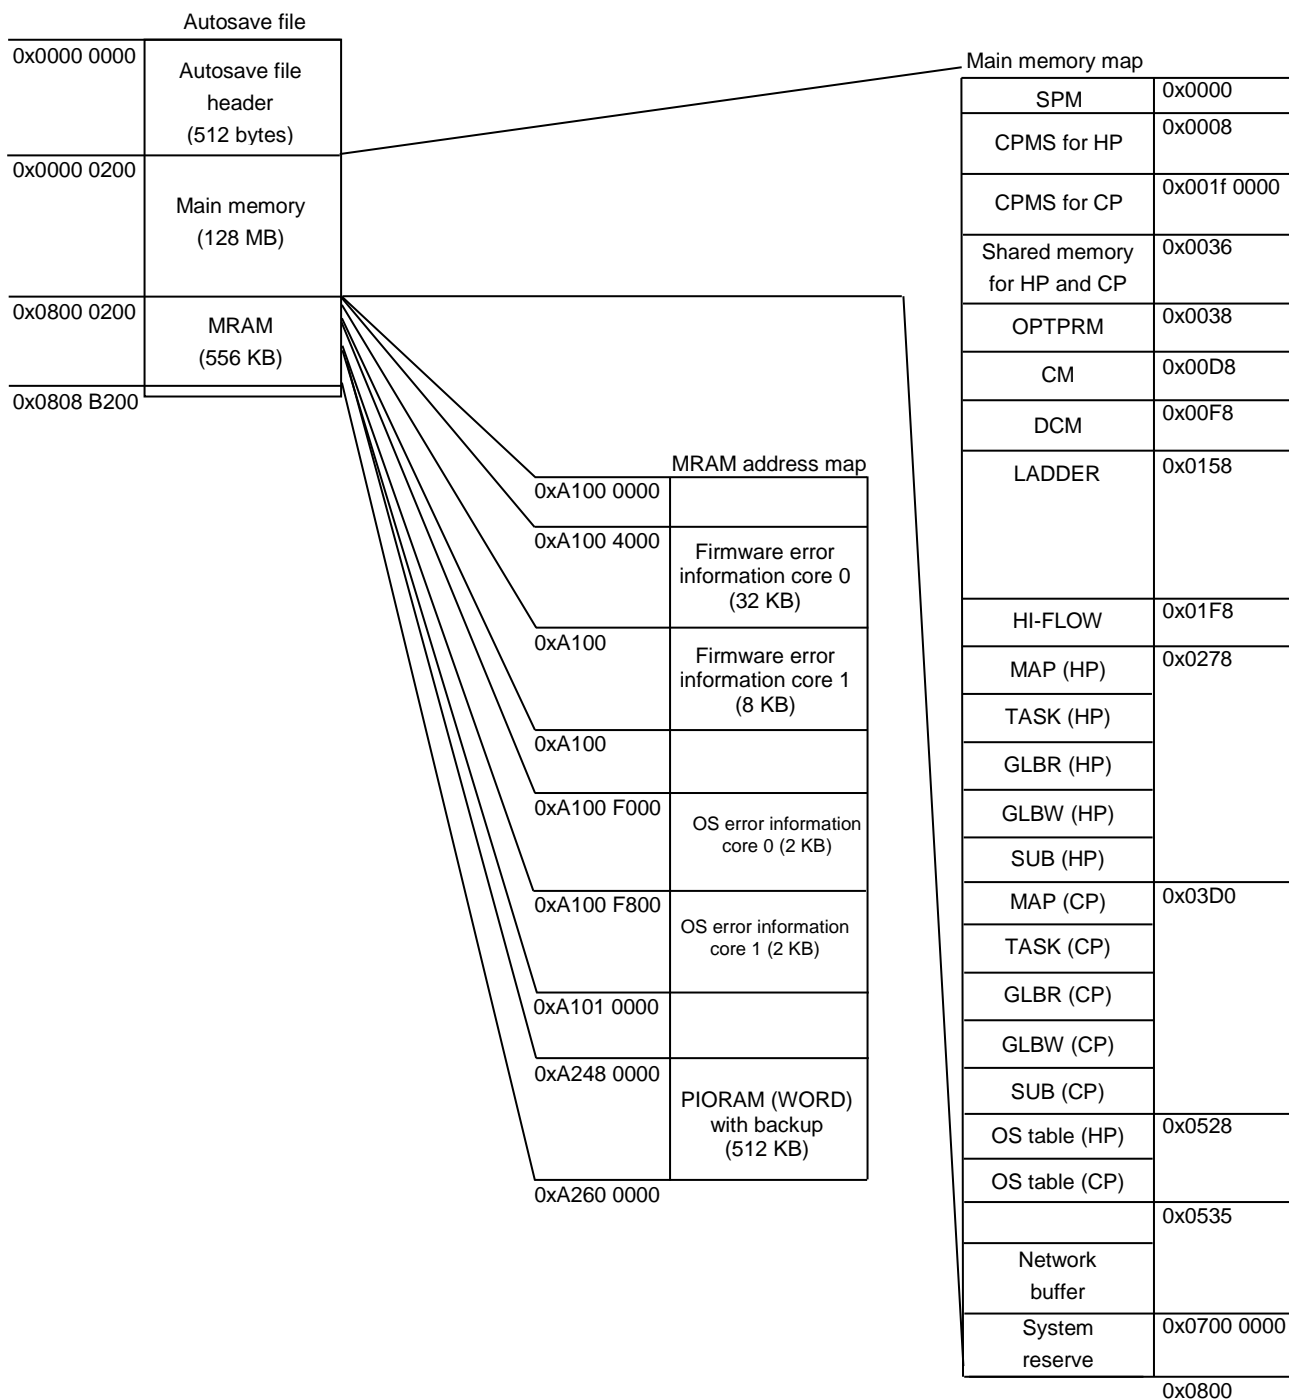 Autosave file
0x0000 0000
Autosave file
header
(512 bytes)
0x0000 0200
Main memory
(128 MB)
0x0800 0200
MRAM
(556 KB)
0x0808 B200
MRAM address map
0xA100 0000
0xA100 4000
Firmware error
information core 0
(32 KB)
0xA100
Firmware error
information core 1
(8 KB)
0xA100
0xA100 F000
OS error information
core 0 (2 KB)
0xA100 F800
OS error information
core 1 (2 KB)
0xA101 0000
0xA248 0000
PIORAM (WORD)
with backup
(512 KB)
0xA260 0000
Main memory map
SPM
0x0000
CPMS for HP
0x0008
CPMS for CP
0x001f 0000
Shared memory
for HP and CP
0x0036
OPTPRM
0x0038
CM
0x00D8
DCM
0x00F8
LADDER
0x0158
HI-FLOW
0x01F8
MAP (HP)
0x0278
TASK (HP)
GLBR (HP)
GLBW (HP)
SUB (HP)
MAP (CP)
0x03D0
TASK (CP)
GLBR (CP)
GLBW (CP)
SUB (CP)
OS table (HP)
0x0528
OS table (CP)
0x0535
Network
buffer
System
reserve
0x0700 0000
0x0800